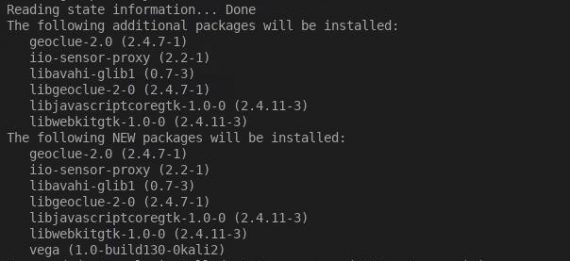 Reading state information... Done
The following additional packages will be installed:
geoclue-2.0 (2.4.7-1)
iio-sensor-proxy (2.2-1)
libavahi-glib1 (0.7-3)
libgeoclue-2-0 (2.4.7-1)
libjavascriptcoregtk-1.0-0 (2.4.11-3)
libwebkitgtk-1.0-0 (2.4.11-3)
The following NEW packages will be installed:
geoclue-2.0 (2.4.7-1)
iio-sensor-proxy (2.2-1)
libavahi-glib1 (0.7-3)
libgeoclue-2-0 (2.4.7-1)
libjavascriptcoregtk-1.0-0 (2.4.11-3)
libwebkitgtk-1.0-0 (2.4.11-3)
vega (1.0-build130-0kali2)